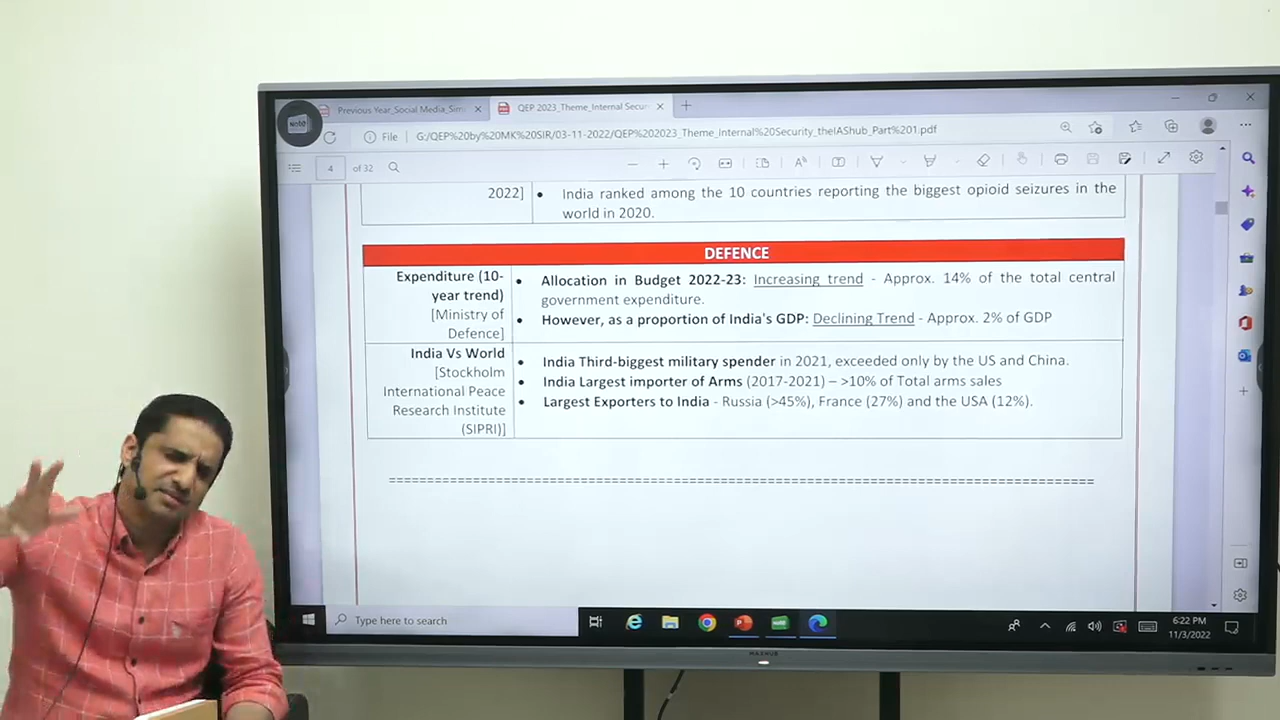 Previous Year_Social Media_Sim
QEP 2023_Theme_Internal Secur
Note
File
G:/QEP%20by%20MK%20SIR/03-11-2022/QEP%202023_Theme_Internal%20Security_theIAShub_Part%201.pdf
4 of 32
2022]
• India ranked among the 10 countries reporting the biggest opioid seizures in the
world in 2020.
DEFENCE
Expenditure (10-
year trend)
[Ministry of
Defence]
• Allocation in Budget 2022-23: Increasing trend - Approx. 14% of the total central
government expenditure.
• However, as a proportion of India's GDP: Declining Trend - Approx. 2% of GDP
India Vs World
[Stockholm
International Peace
Research Institute
(SIPRI)]
• India Third-biggest military spender in 2021, exceeded only by the US and China.
• India Largest importer of Arms (2017-2021) – >10% of Total arms sales
• Largest Exporters to India - Russia (>45%), France (27%) and the USA (12%).
==============================================================================
Type here to search
6:22 PM
11/3/2022
MAXHUB